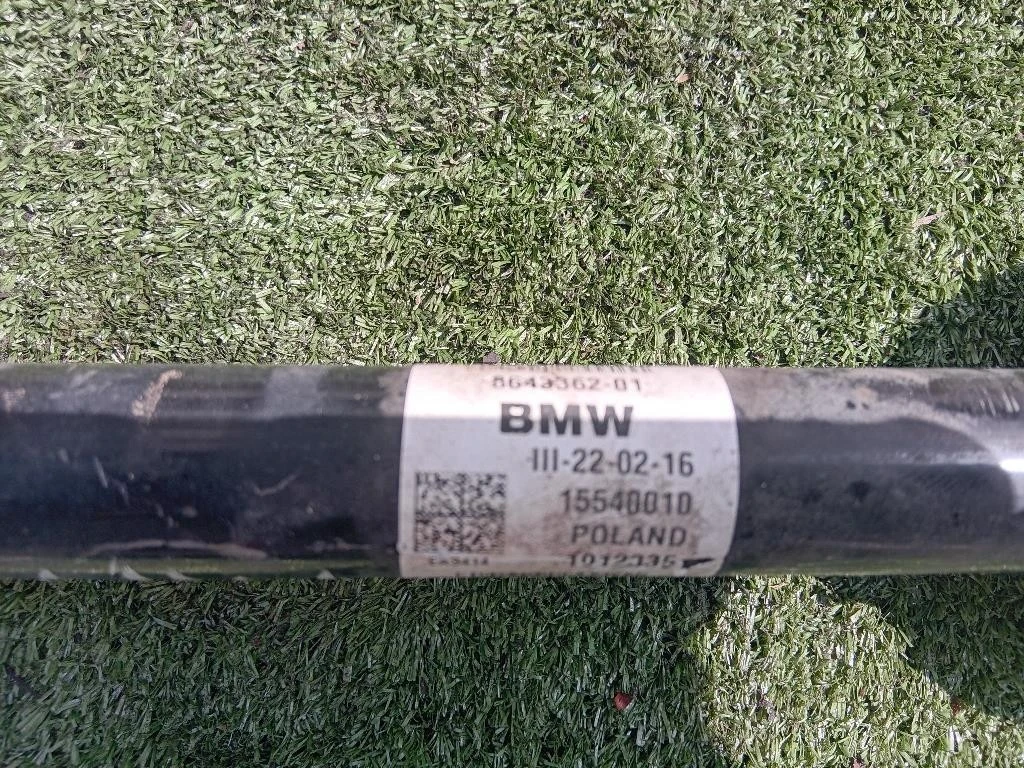 8643362-01
BMW
III-22-02-16
15540010
POLAND
1012335